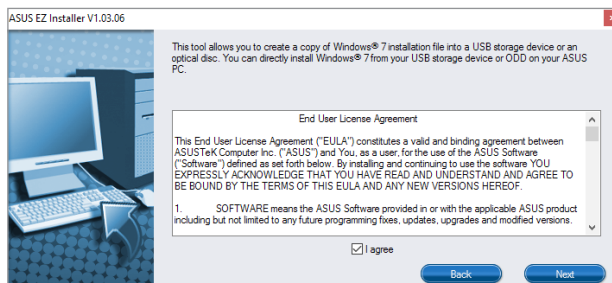 ASUS EZ Installer V1.03.06
This tool allows you to create a copy of Windows® 7 installation file into a USB storage device or an
optical disc. You can directly install Windows® 7 from your USB storage device or ODD on your ASUS
PC.
End User License Agreement
This End User License Agreement ("EULA") constitutes a valid and binding agreement between
ASUSTeK Computer Inc. ("ASUS") and You, as a user, for the use of the ASUS Software
("Software") defined as set forth below. By installing and continuing to use the software YOU
EXPRESSLY ACKNOWLEDGE THAT YOU HAVE READ AND UNDERSTAND AND AGREE TO
BE BOUND BY THE TERMS OF THIS EULA AND ANY NEW VERSIONS HEREOF.
1. SOFTWARE means the ASUS Software provided in or with the applicable ASUS product
including but not limited to any future programming fixes, updates, upgrades and modified versions.
I agree
Back Next